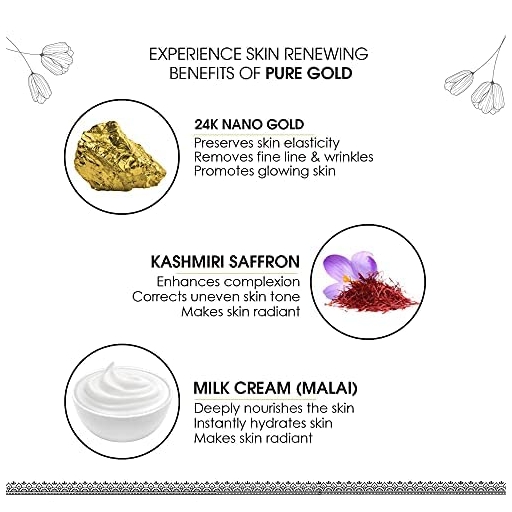 EXPERIENCE SKIN RENEWING
BENEFITS OF PURE GOLD
24K NANO GOLD
Preserves skin elasticity
Removes fine line & wrinkles
Promotes glowing skin
KASHMIRI SAFFRON
Enhances complexion
Corrects uneven skin tone
Makes skin radiant
MILK CREAM (MALAI)
Deeply nourishes the skin
Instantly hydrates skin
Makes skin radiant